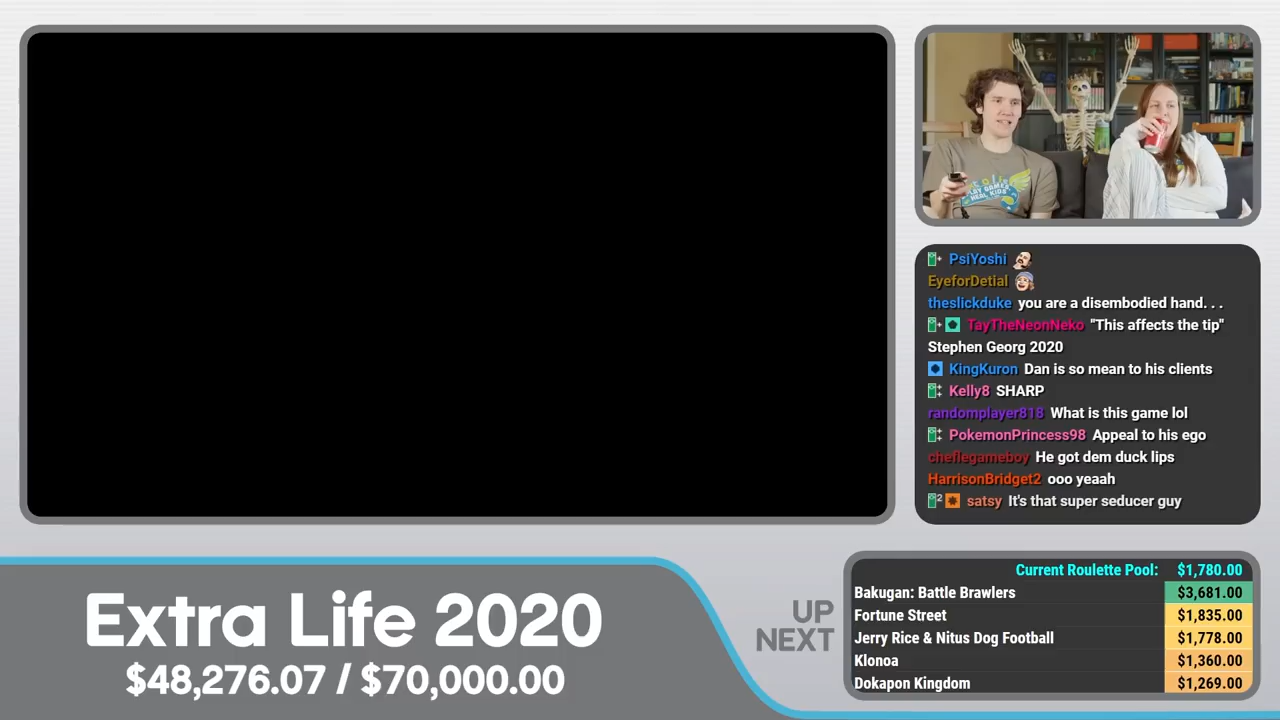 PsiYoshi
EyeforDetial
theslickduke you are a disembodied hand. . .
TayTheNeonNeko "This affects the tip"
Stephen Georg 2020
KingKuron Dan is so mean to his clients
Kelly8 SHARP
randomplayer818 What is this game lol
PokemonPrincess98 Appeal to his ego
cheflegameboy He got dem duck lips
HarrisonBridget2 ooo yeaah
satsy It's that super seducer guy
PLAY GAMES
HEAL KIDS
Extra Life 2020
$48,276.07 / $70,000.00
UP
NEXT
Current Roulette Pool: $1,780.00
Bakugan: Battle Brawlers $3,681.00
Fortune Street $1,835.00
Jerry Rice & Nitus Dog Football $1,778.00
Klonoa $1,360.00
Dokapon Kingdom $1,269.00